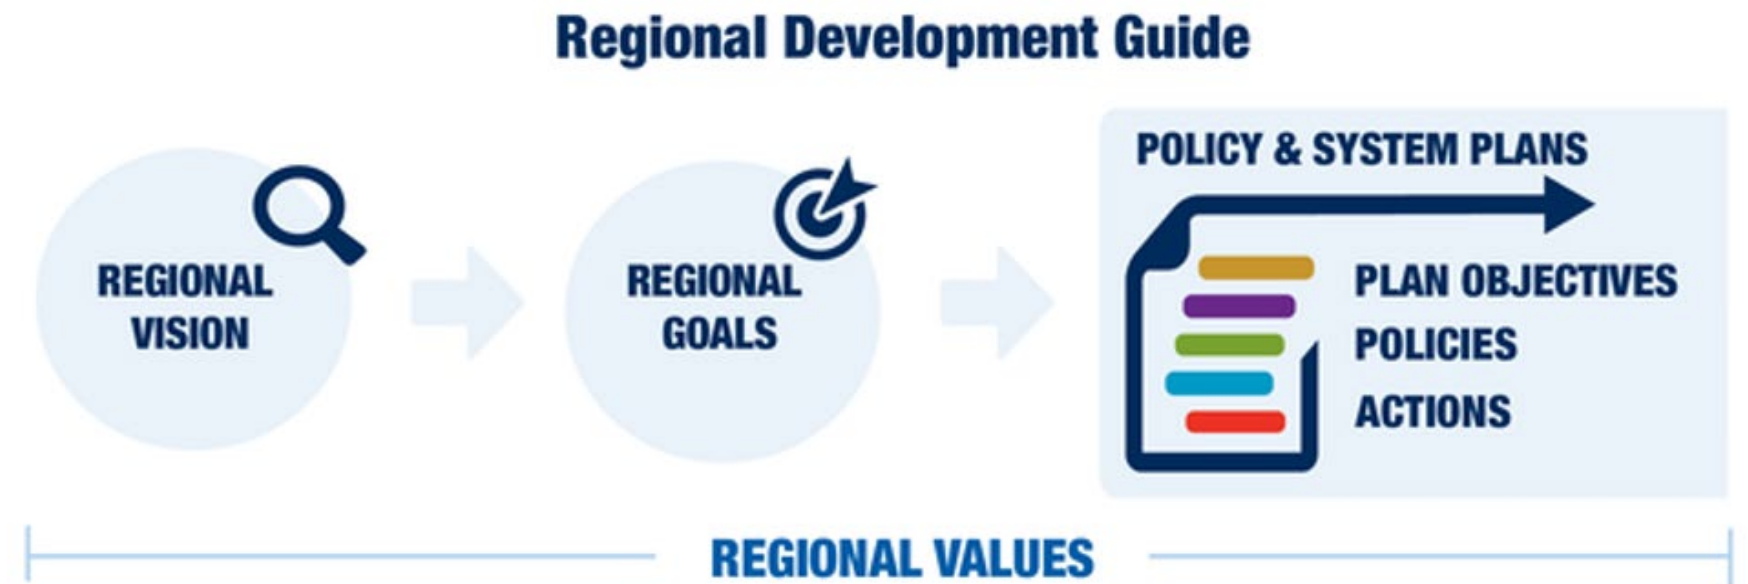 Regional Development Guide
REGIONAL
VISION
REGIONAL
GOALS
POLICY & SYSTEM PLANS
PLAN OBJECTIVES
POLICIES
ACTIONS
REGIONAL VALUES